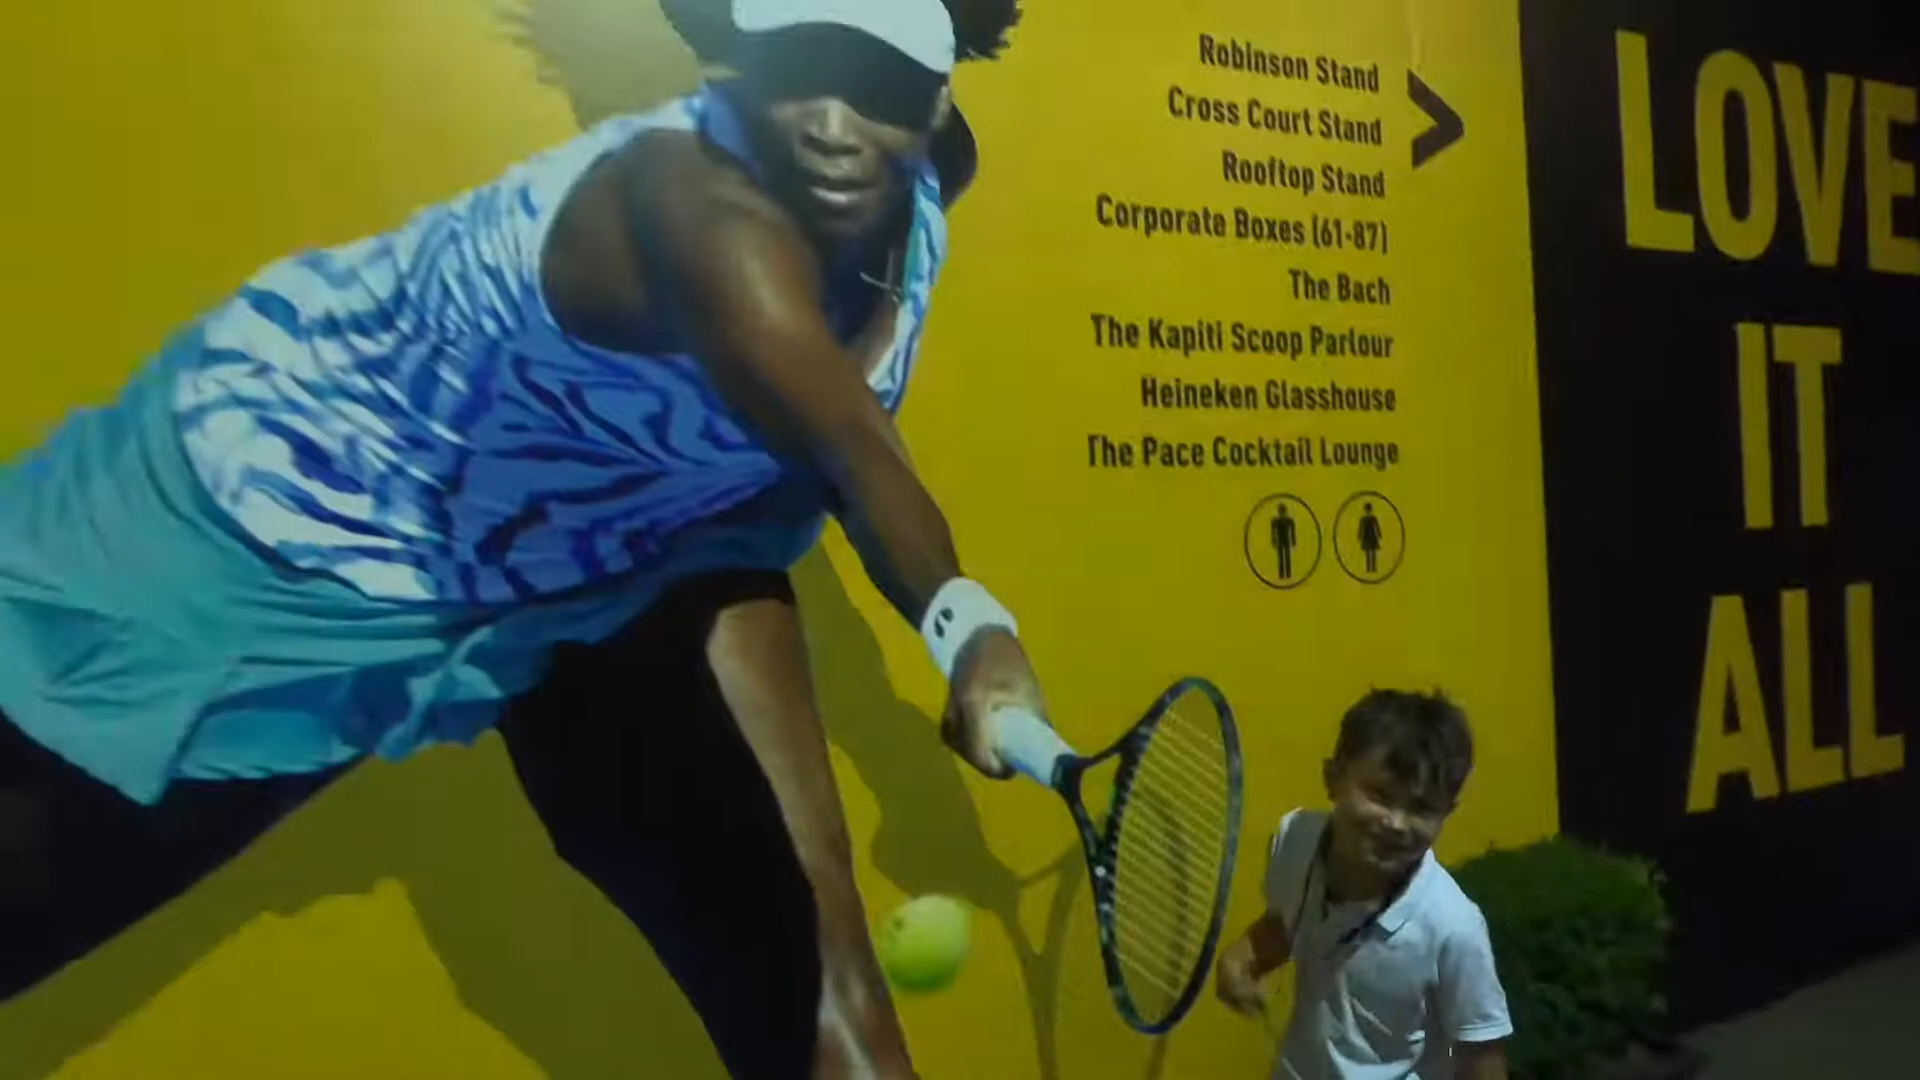 Robinson Stand
Cross Court Stand
Rooftop Stand
Corporate Boxes (61-87)
The Bach
The Kapiti Scoop Parlour
Heineken Glasshouse
The Pace Cocktail Lounge
LOVE
IT
ALL